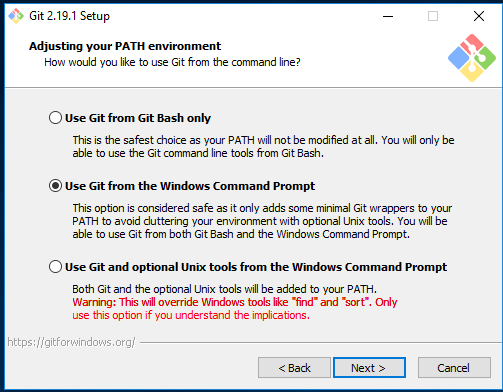 Git 2.19.1 Setup
Adjusting your PATH environment
How would you like to use Git from the command line?
Use Git from Git Bash only
This is the safest choice as your PATH will not be modified at all. You will only be
able to use the Git command line tools from Git Bash.
Use Git from the Windows Command Prompt
This option is considered safe as it only adds some minimal Git wrappers to your
PATH to avoid cluttering your environment with optional Unix tools. You will be
able to use Git from both Git Bash and the Windows Command Prompt.
Use Git and optional Unix tools from the Windows Command Prompt
Both Git and the optional Unix tools will be added to your PATH.
Warning: This will override Windows tools like "find" and "sort". Only
use this option if you understand the implications.
https://gitforwindows.org/
< Back
Next >
Cancel